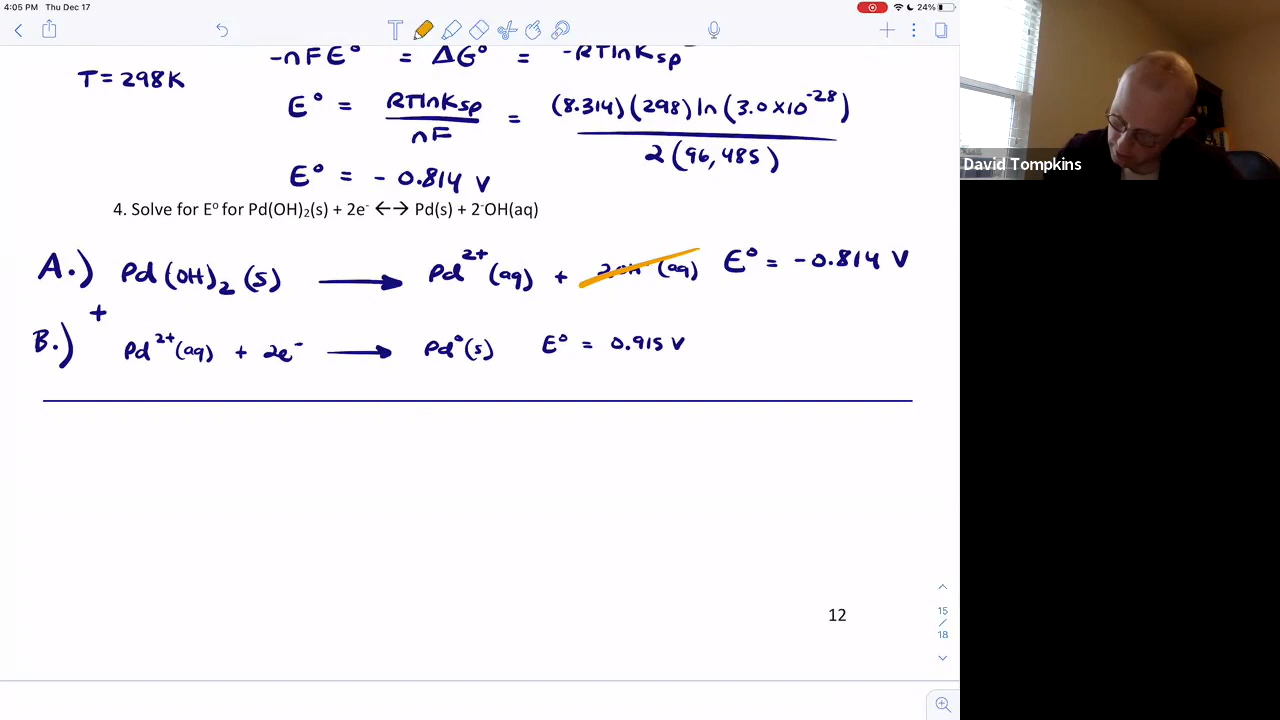 4:05 PM Thu Dec 17
24%
-nFE° = ΔG° = -RTlnKsp
T = 298K
E° = RTlnKsp / nF = (8.314)(298) ln (3.0 x 10^-28) / 2(96,485)
E° = - 0.814 V
David Tompkins
4. Solve for E° for Pd(OH)₂(s) + 2e⁻ ←→ Pd(s) + 2⁻OH(aq)
A.) Pd(OH)₂(s) → Pd²⁺(aq) + 2OH⁻(aq) E° = -0.814 V
+
B.) Pd²⁺(aq) + 2e⁻ → Pd°(s) E° = 0.915 V
12
15
/
18